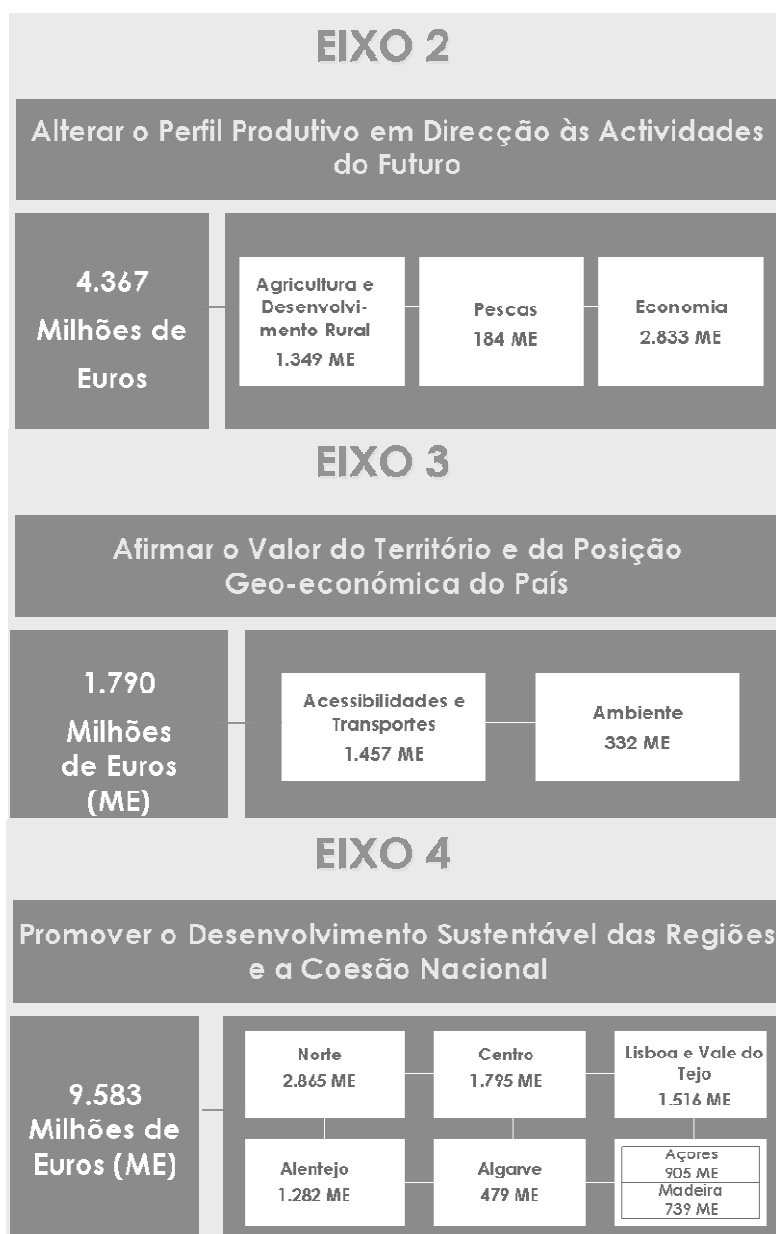 EIXO 2
Alterar o Perfil Produtivo em Direcção às Actividades
do Futuro
4.367
Milhões de
Euros
Agricultura e
Desenvolvi-
mento Rural
1.349 ME
Pescas
184 ME
Economia
2.833 ME
EIXO 3
Afirmar o Valor do Território e da Posição
Geo-económica do País
1.790
Milhões
de Euros
(ME)
Acessibilidades e
Transportes
1.457 ME
Ambiente
332 ME
EIXO 4
Promover o Desenvolvimento Sustentável das Regiões
e a Coesão Nacional
9.583
Milhões de
Euros (ME)
Norte
2.865 ME
Centro
1.795 ME
Lisboa e Vale do
Tejo
1.516 ME
Alentejo
1.282 ME
Algarve
479 ME
Açores
905 ME
Madeira
739 ME